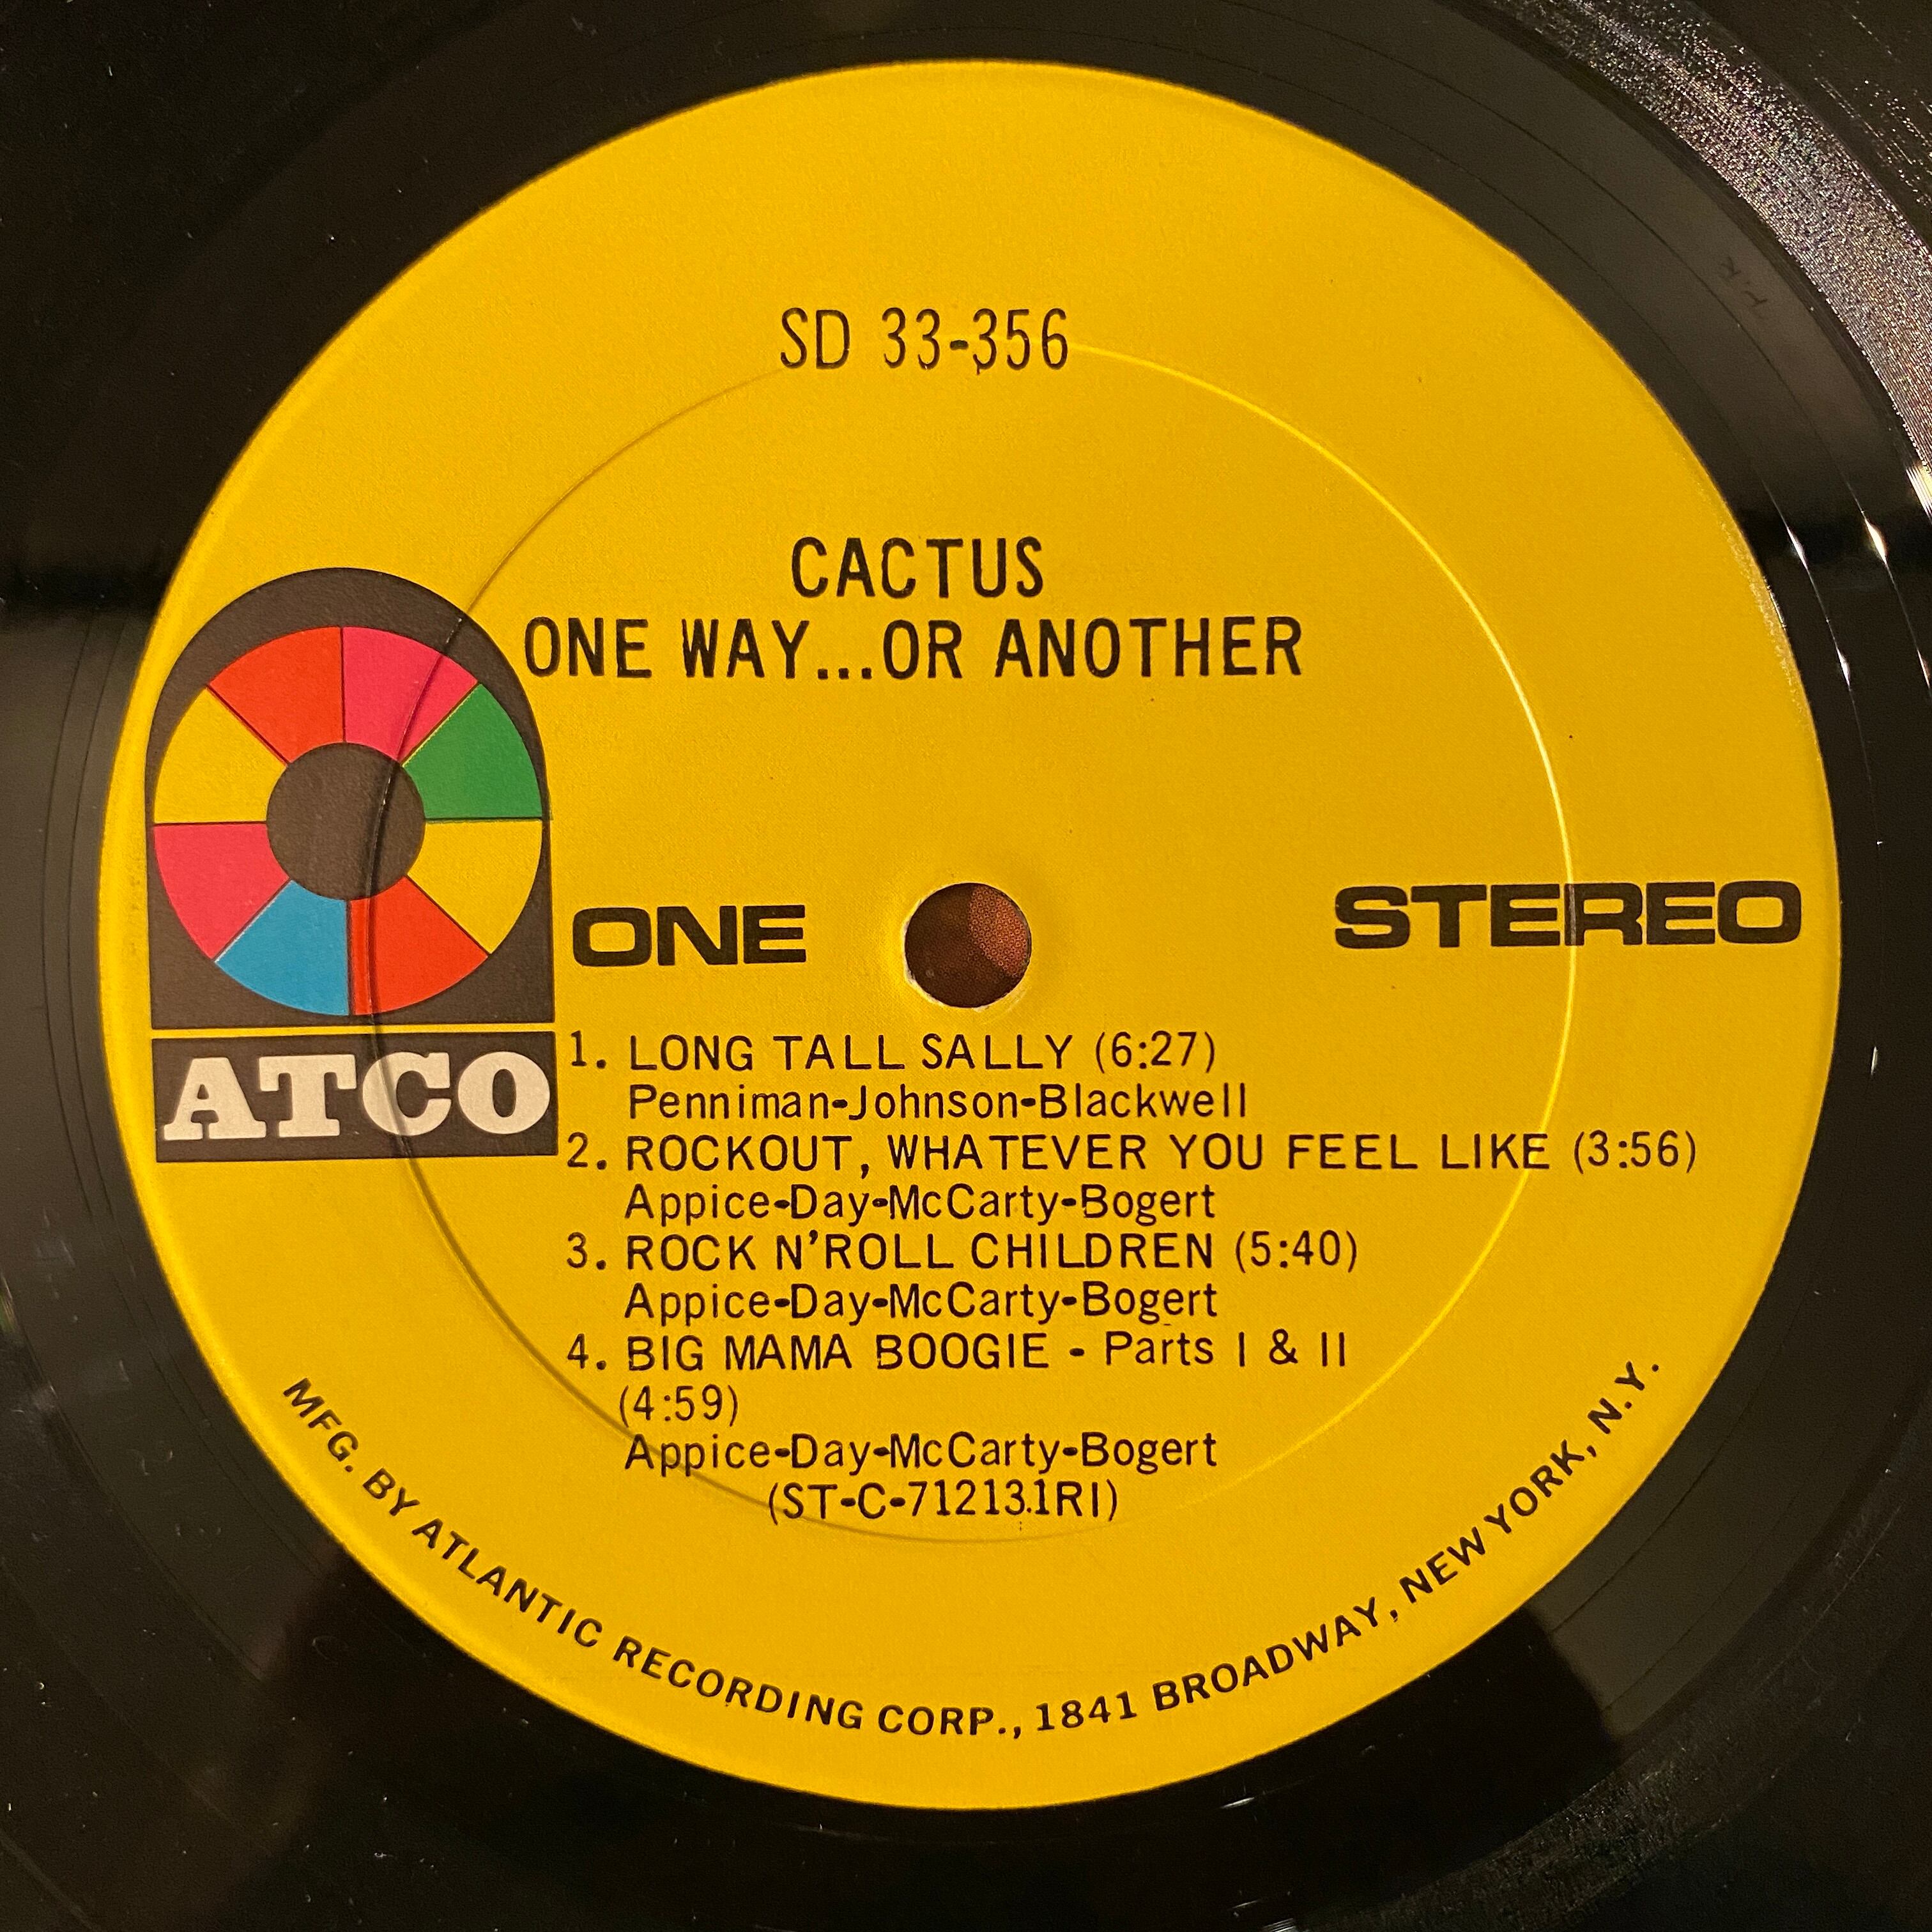 SD 33-356
CACTUS
ONE WAY...OR ANOTHER
ATCO
ONE
STEREO
1. LONG TALL SALLY (6:27)
Penniman-Johnson-Blackwell
2. ROCKOUT, WHATEVER YOU FEEL LIKE (3:56)
Appice-Day-McCarty-Bogert
3. ROCK N'ROLL CHILDREN (5:40)
Appice-Day-McCarty-Bogert
4. BIG MAMA BOOGIE - Parts I & II
(4:59)
Appice-Day-McCarty-Bogert
(ST-C-712131RI)
MFG. BY ATLANTIC RECORDING CORP., 1841 BROADWAY, NEW YORK, N.Y.